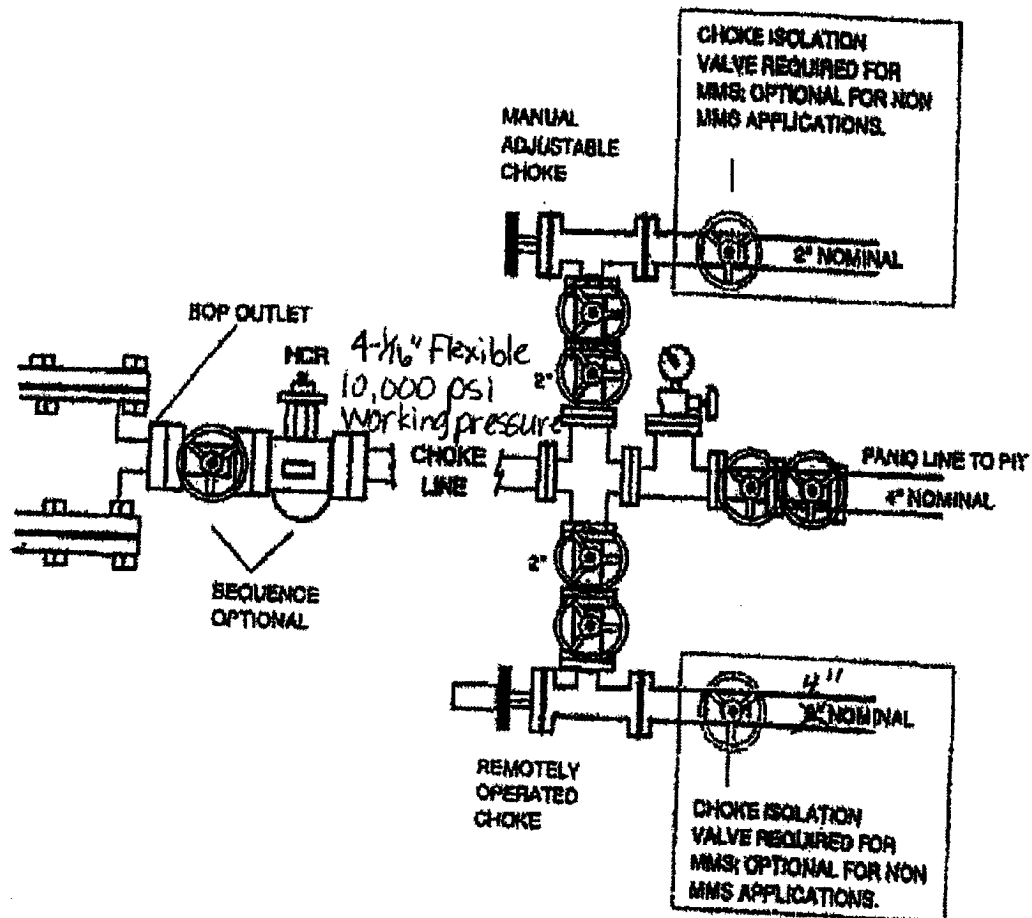 CHOKE ISOLATION
VALVE REQUIRED FOR
MMS; OPTIONAL FOR NON
MMS APPLICATIONS.
MANUAL
ADJUSTABLE
CHOKE
2" NOMINAL
BOP OUTLET
HCR
4-1/16" Flexible
10,000 psi
Working pressure
2"
CHOKE
LINE
PANIC LINE TO PIT
4" NOMINAL
2"
SEQUENCE
OPTIONAL
4"
NOMINAL
REMOTELY
OPERATED
CHOKE
CHOKE ISOLATION
VALVE REQUIRED FOR
MMS; OPTIONAL FOR NON
MMS APPLICATIONS.